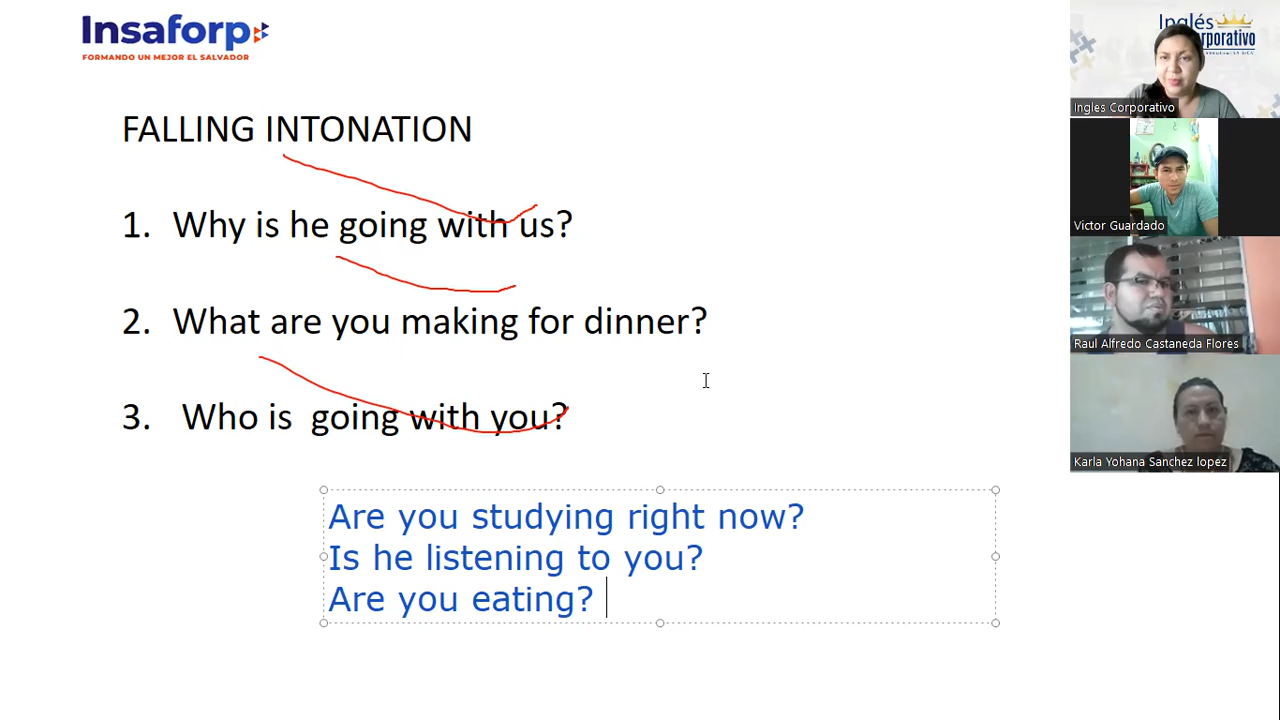 Insaforp
FORMANDO UN MEJOR EL SALVADOR
FALLING INTONATION
1. Why is he going with us?
2. What are you making for dinner?
3. Who is going with you?
Are you studying right now?
Is he listening to you?
Are you eating?
Inglés
Corporativo
Ingles Corporativo
Victor Guardado
Raul Alfredo Castaneda Flores
Karla Yohana Sanchez lopez